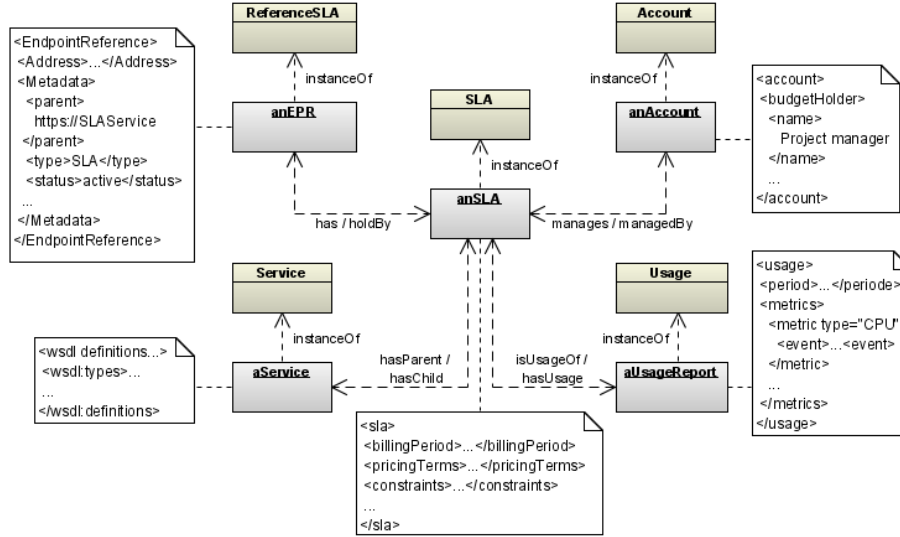 ReferenceSLA
Account
<EndpointReference>
<Address>...</Address>
<Metadata>
<parent>
https://SLAService
</parent>
<type>SLA</type>
<status>active</status>
...
</Metadata>
</EndpointReference>
instanceOf
anEPR
SLA
instanceOf
anSLA
instanceOf
anAccount
<account>
<budgetHolder>
<name>
Project manager
</name>
...
</account>
has / holdBy
manages / managedBy
Service
instanceOf
aService
<wsdl definitions...>
<wsdl:types>...
...
</wsdl:definitions>
hasParent /
hasChild
isUsageOf /
hasUsage
Usage
instanceOf
aUsageReport
<usage>
<period>...</periode>
<metrics>
<metric type="CPU"
<event>...<event>
</metric>
...
</metrics>
</usage>
<sla>
<billingPeriod>...</billingPeriod>
<pricingTerms>...</pricingTerms>
<constraints>...</constraints>
...
</sla>